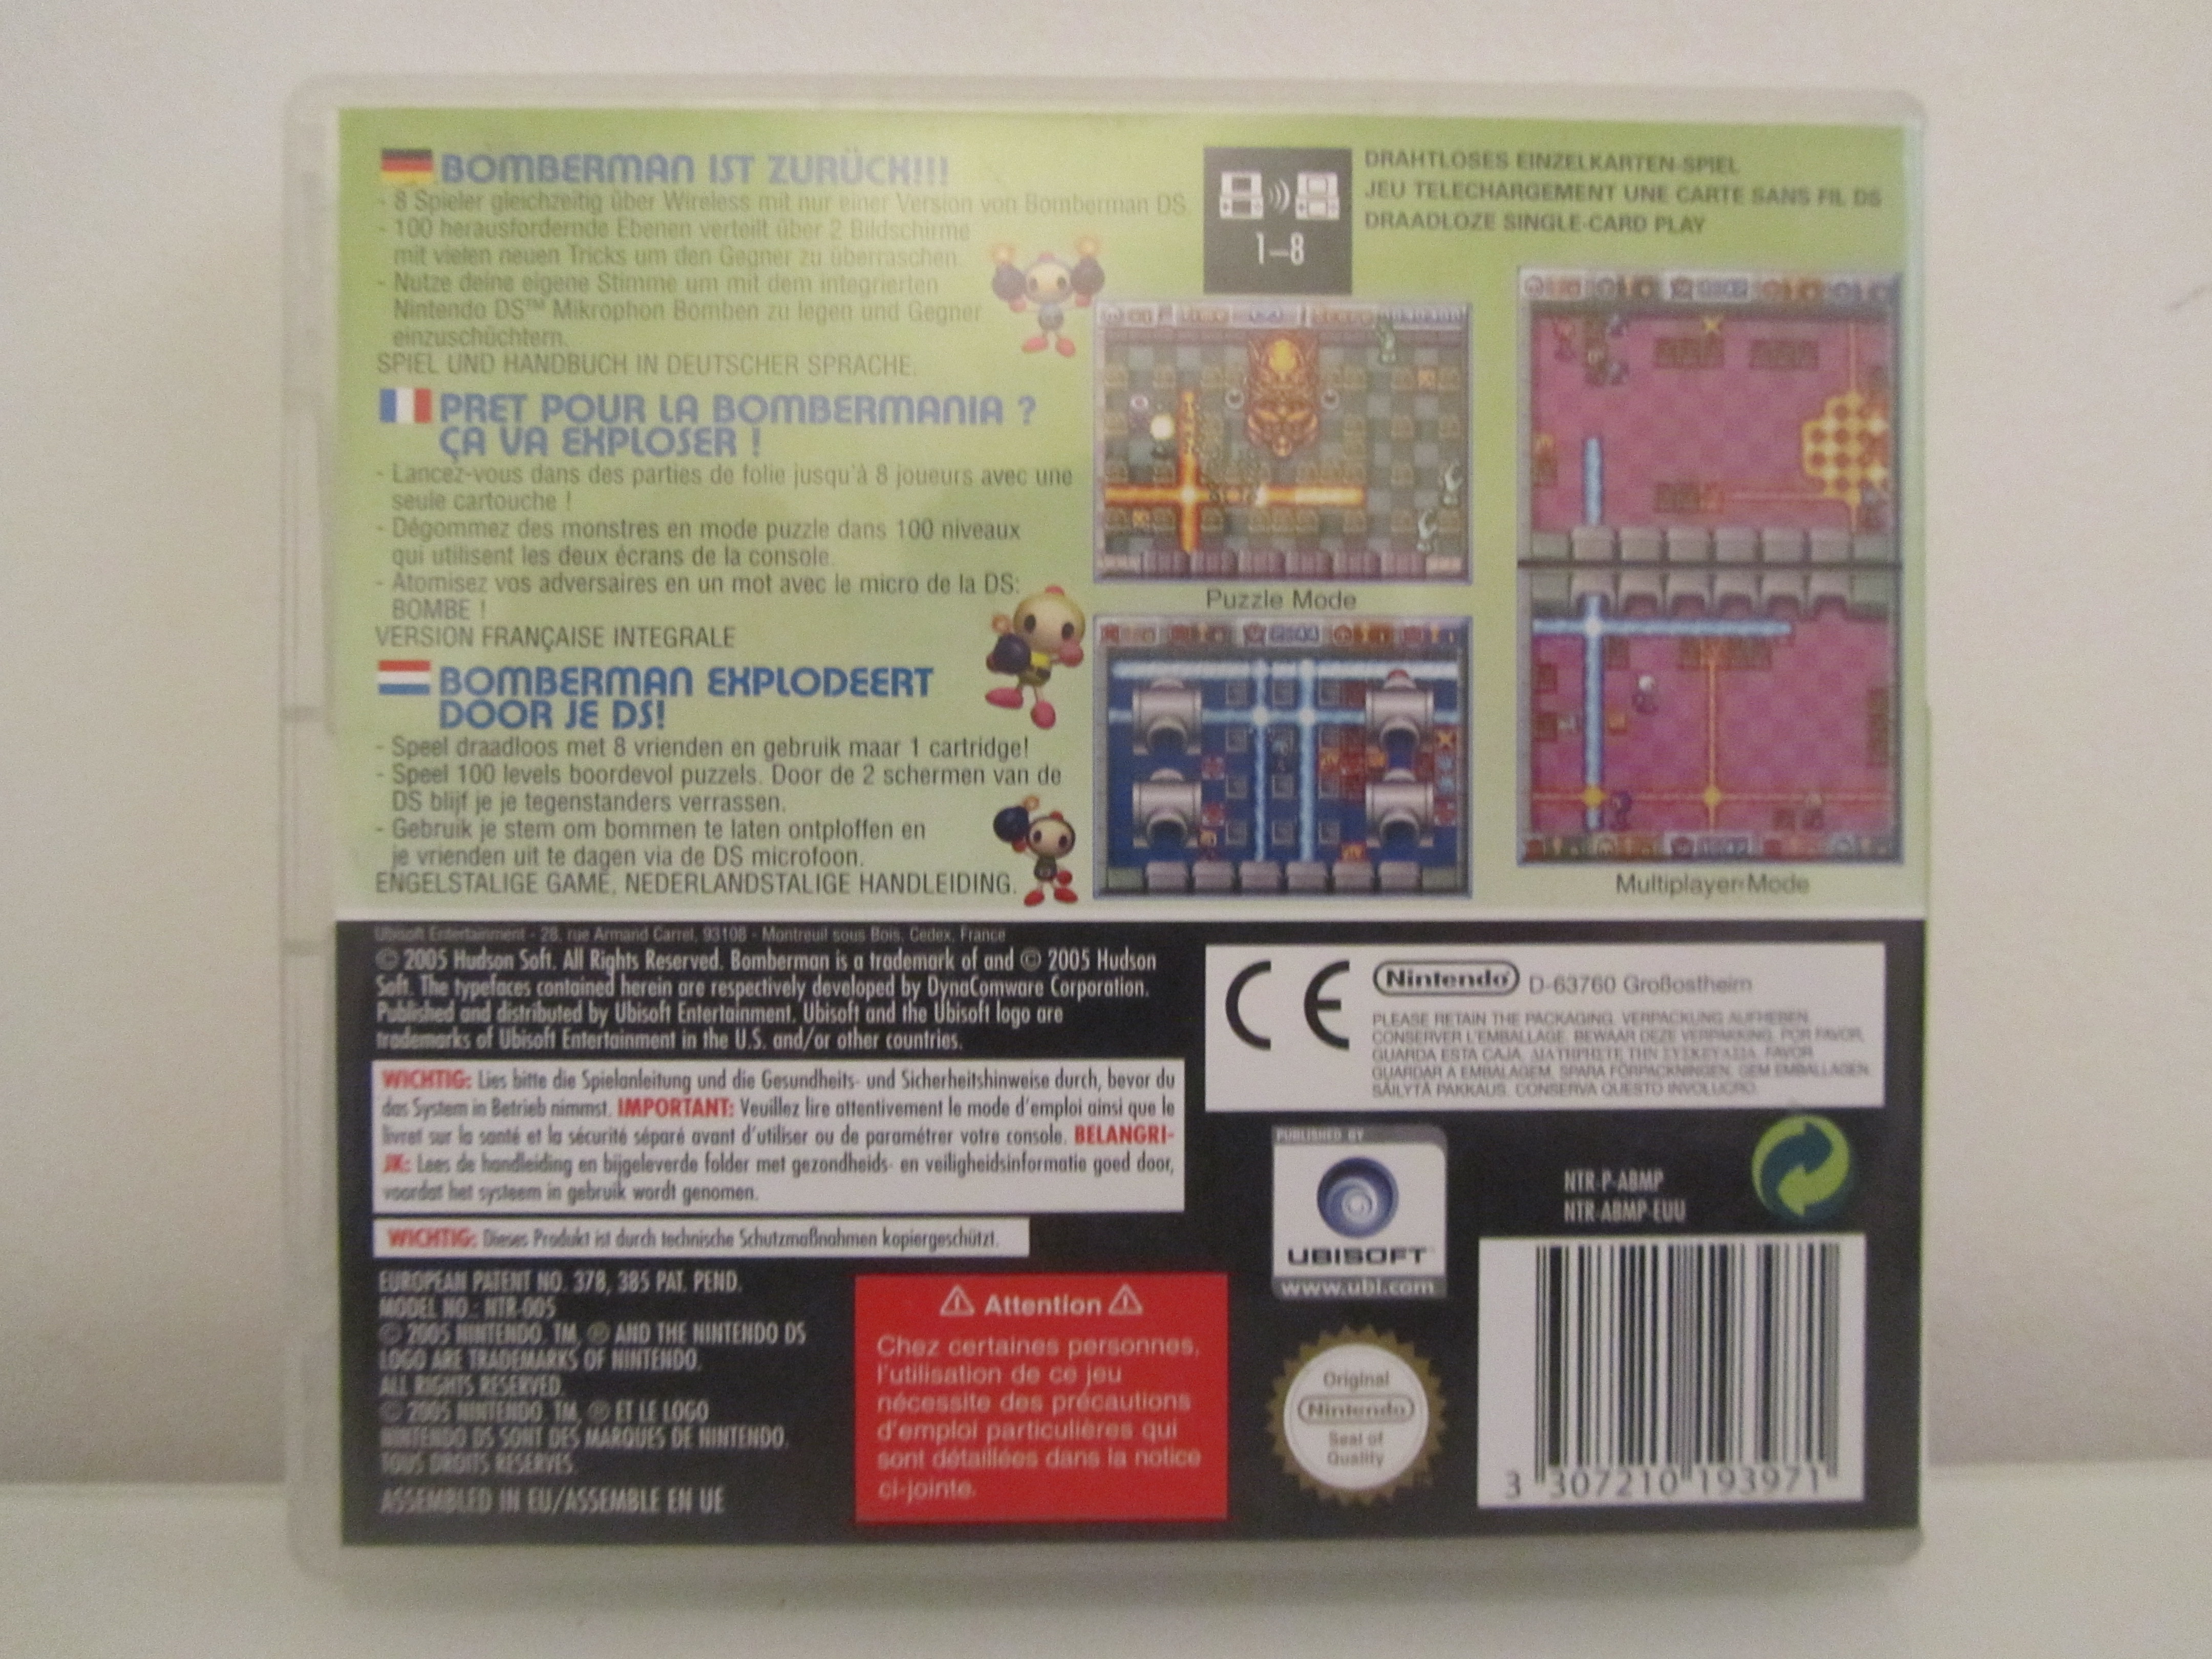 BOMBERMAN IST ZURÜCK!!!
- 8 Spieler gleichzeitig über Wireless mit nur einer Version von Bomberman DS
- 100 herausfordernde Ebenen verteilt über 2 Bildschirme
mit vielen neuen Tricks um den Gegner zu überraschen.
- Nutze deine eigene Stimme um mit dem integrierten
Nintendo DS™ Mikrophon Bomben zu legen und Gegner
einzuschüchtern.
SPIEL UND HANDBUCH IN DEUTSCHER SPRACHE.
PRET POUR LA BOMBERMANIA ?
ÇA VA EXPLOSER !
- Lancez-vous dans des parties de folie jusqu'à 8 joueurs avec une
seule cartouche !
- Dégommez des monstres en mode puzzle dans 100 niveaux
qui utilisent les deux écrans de la console.
- Atomisez vos adversaires en un mot avec le micro de la DS:
BOMBE !
VERSION FRANÇAISE INTEGRALE
BOMBERMAN EXPLODEERT
DOOR JE DS!
- Speel draadloos met 8 vrienden en gebruik maar 1 cartridge!
- Speel 100 levels boordevol puzzels. Door de 2 schermen van de
DS blijf je je tegenstanders verrassen.
- Gebruik je stem om bommen te laten ontploffen en
je vrienden uit te dagen via de DS microfoon.
ENGELSTALIGE GAME, NEDERLANDSTALIGE HANDLEIDING.
1–8
DRAHTLOSES EINZELKARTEN-SPIEL
JEU TELECHARGEMENT UNE CARTE SANS FIL DS
DRAADLOZE SINGLE-CARD PLAY
Puzzle Mode
Multiplayer Mode
Ubisoft Entertainment - 28, rue Armand Carrel, 93108 - Montreuil sous Bois, Cedex, France
© 2005 Hudson Soft. All Rights Reserved. Bomberman is a trademark of and © 2005 Hudson
Soft. The typefaces contained herein are respectively developed by DynaComware Corporation.
Published and distributed by Ubisoft Entertainment. Ubisoft and the Ubisoft logo are
trademarks of Ubisoft Entertainment in the U.S. and/or other countries.
WICHTIG: Lies bitte die Spielanleitung und die Gesundheits- und Sicherheitshinweise durch, bevor du
das System in Betrieb nimmst. IMPORTANT: Veuillez lire attentivement le mode d'emploi ainsi que le
livret sur la santé et la sécurité séparé avant d'utiliser ou de paramétrer votre console. BELANGRI-
JK: Lees de handleiding en bijgeleverde folder met gezondheids- en veiligheidsinformatie goed door,
voordat het systeem in gebruik wordt genomen.
WICHTIG: Dieses Produkt ist durch technische Schutzmaßnahmen kopiergeschützt.
EUROPEAN PATENT NO. 378, 385 PAT. PEND.
MODEL NO.: NTR-005
© 2005 NINTENDO. TM, ® AND THE NINTENDO DS
LOGO ARE TRADEMARKS OF NINTENDO.
ALL RIGHTS RESERVED.
© 2005 NINTENDO. TM, ® ET LE LOGO
NINTENDO DS SONT DES MARQUES DE NINTENDO.
TOUS DROITS RESERVES.
ASSEMBLED IN EU/ASSEMBLE EN UE
Attention
Chez certaines personnes,
l'utilisation de ce jeu
nécessite des précautions
d'emploi particulières qui
sont détaillées dans la notice
ci-jointe.
CE
Nintendo® D-63760 Großostheim
PLEASE RETAIN THE PACKAGING. VERPACKUNG AUFHEBEN.
CONSERVER L'EMBALLAGE. BEWAAR DEZE VERPAKKING. POR FAVOR,
GUARDA ESTA CAJA. ΔΙΑΤΗΡΗΣΤΕ ΤΗΝ ΣΥΣΚΕΥΑΣΙΑ. FAVOR
GUARDAR A EMBALAGEM. SPARA FÖRPACKNINGEN. GEM EMBALLAGEN.
SÄILYTÄ PAKKAUS. CONSERVA QUESTO INVOLUCRO.
PUBLISHED BY
UBISOFT
www.ubi.com
NTR-P-ABMP
NTR-ABMP-EUU
Original
Nintendo
Seal of
Quality
3 307210 193971